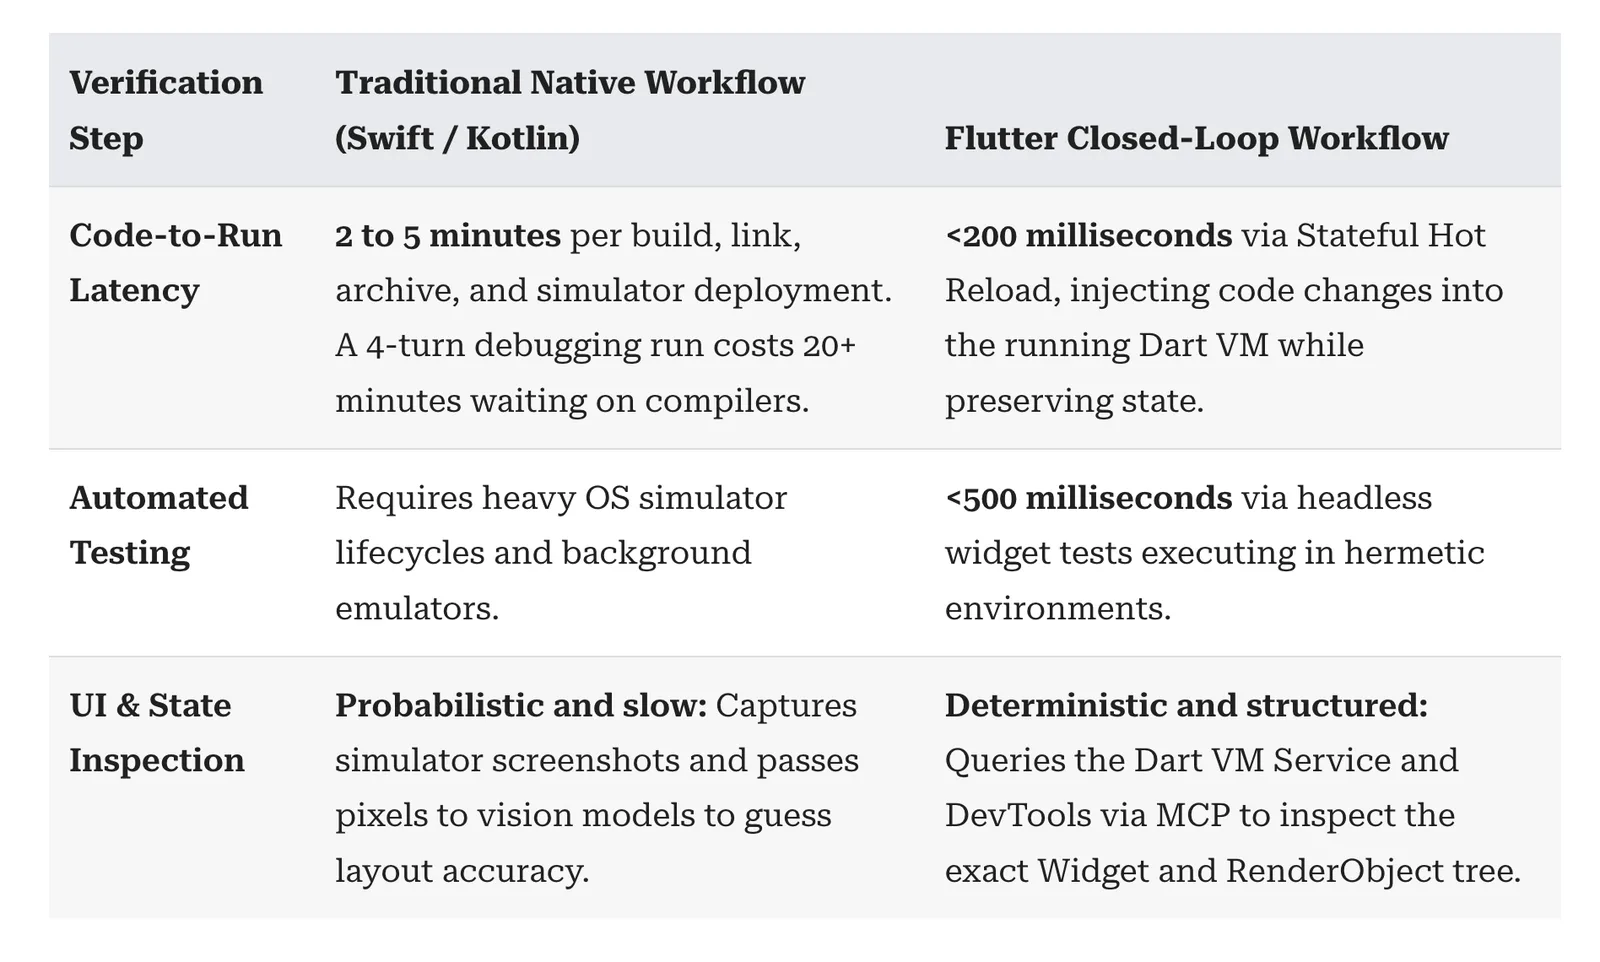 Verification
Step
Traditional Native Workflow
(Swift / Kotlin)
Flutter Closed-Loop Workflow
Code-to-Run
Latency
2 to 5 minutes per build, link,
archive, and simulator deployment.
A 4-turn debugging run costs 20+
minutes waiting on compilers.
<200 milliseconds via Stateful Hot
Reload, injecting code changes into
the running Dart VM while
preserving state.
Automated
Testing
Requires heavy OS simulator
lifecycles and background
emulators.
<500 milliseconds via headless
widget tests executing in hermetic
environments.
UI & State
Inspection
Probabilistic and slow: Captures
simulator screenshots and passes
pixels to vision models to guess
layout accuracy.
Deterministic and structured:
Queries the Dart VM Service and
DevTools via MCP to inspect the
exact Widget and RenderObject tree.